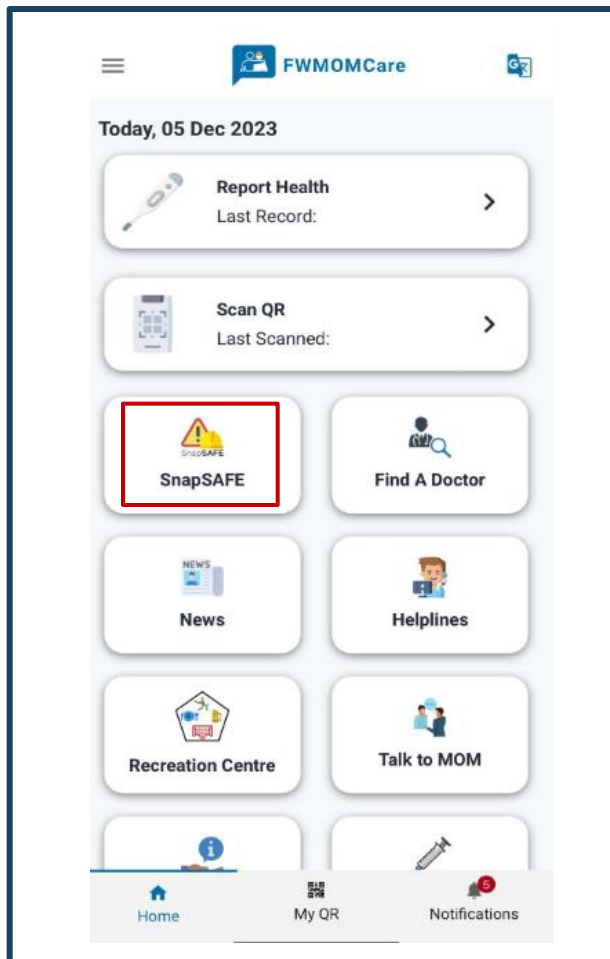 FWMOMCare
Today, 05 Dec 2023
Report Health
Last Record:
Scan QR
Last Scanned:
SnapSAFE
SnapSAFE
Find A Doctor
NEWS
News
Helplines
Recreation Centre
Talk to MOM
5
Home
My QR
Notifications